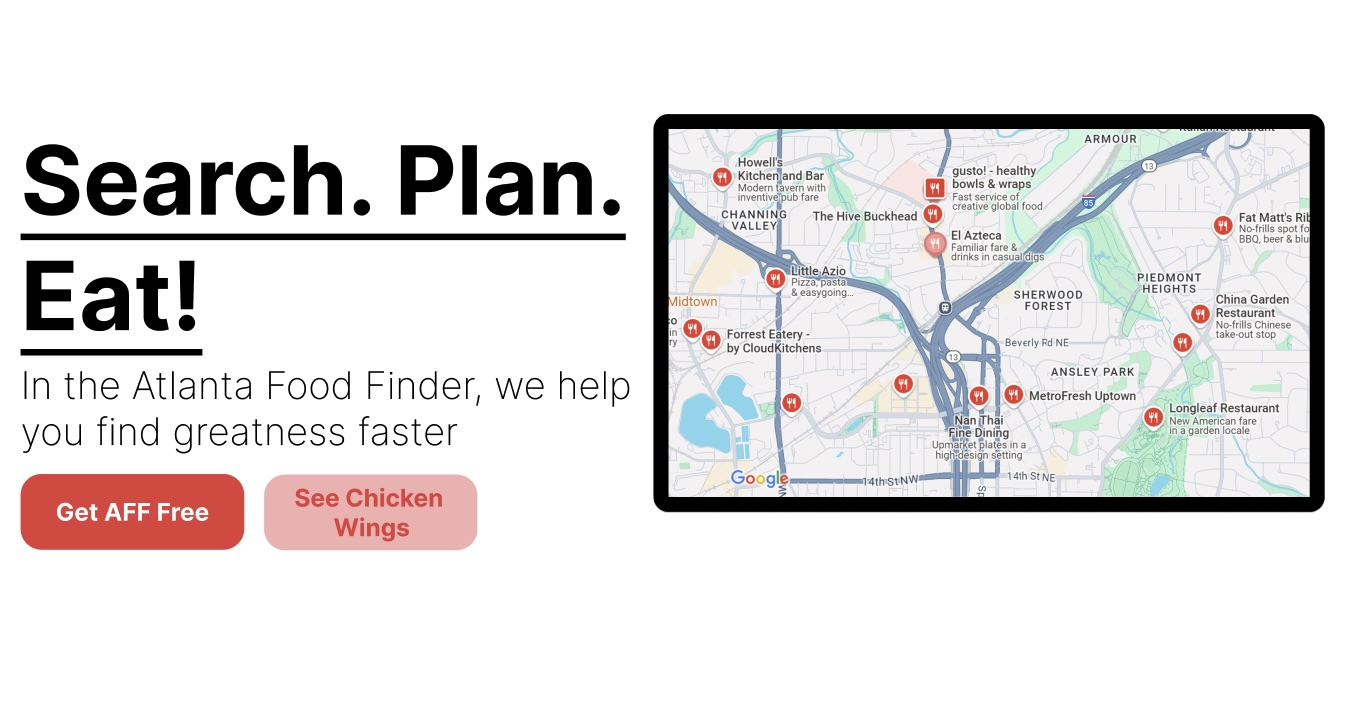 Search. Plan.
Eat!
In the Atlanta Food Finder, we help
you find greatness faster
Get AFF Free
See Chicken
Wings
Italian Restaurant
ARMOUR
13
Howell's
Kitchen and Bar
Modern tavern with
inventive pub fare
gusto! - healthy
bowls & wraps
Fast service of
creative global food
85
CHANNING
VALLEY
The Hive Buckhead
Fat Matt's Rib
No-frills spot fo
BBQ, beer & blu
El Azteca
Familiar fare &
drinks in casual digs
Little Azio
Pizza, pasta
& easygoing...
PIEDMONT
HEIGHTS
Midtown
SHERWOOD
FOREST
China Garden
Restaurant
No-frills Chinese
take-out stop
co
in
ry
Forrest Eatery -
by CloudKitchens
Beverly Rd NE
13
ANSLEY PARK
MetroFresh Uptown
Longleaf Restaurant
New American fare
in a garden locale
Nan Thai
Fine Dining
Upmarket plates in a
high-design setting
Google
NW
14th St NW
Sp
14th St NE